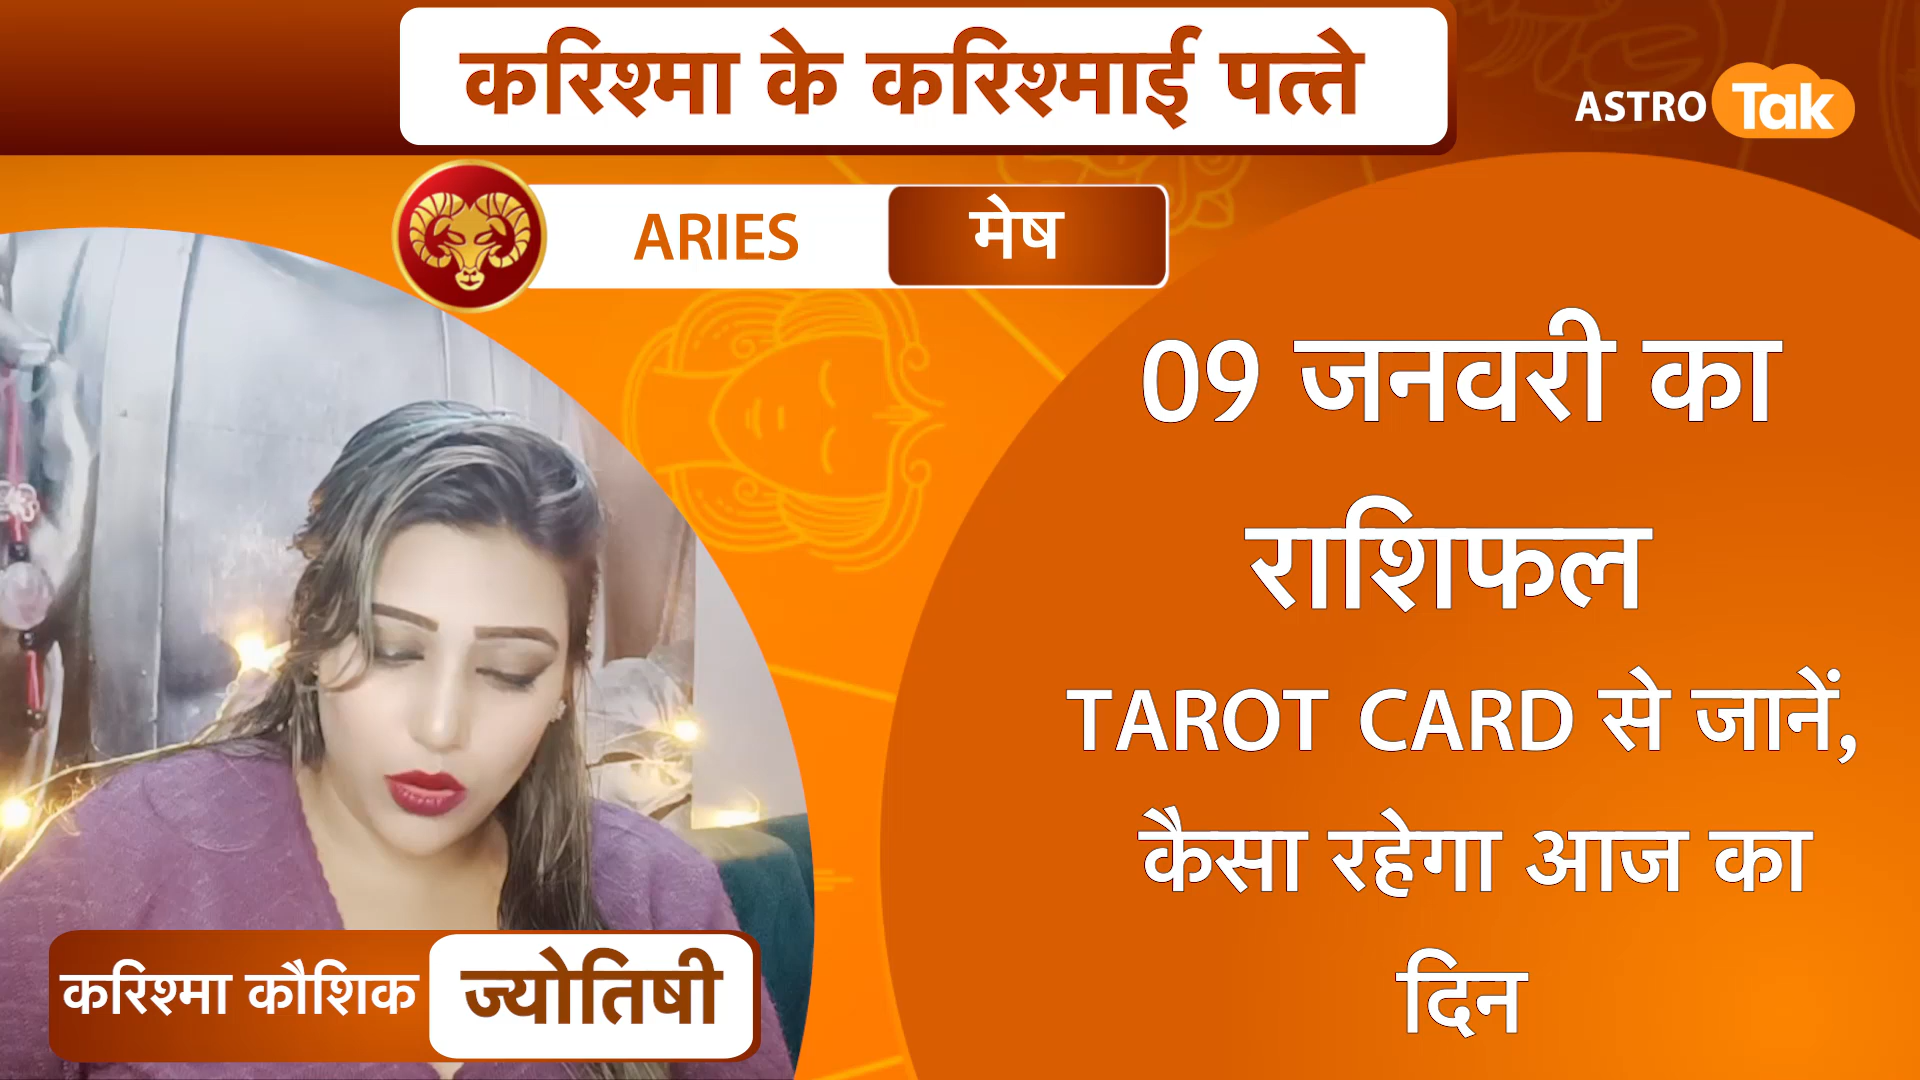 करिश्मा के करिश्माई पत्ते
ASTRO Tak
ARIES मेष
09 जनवरी का
राशिफल
TAROT CARD से जानें,
कैसा रहेगा आज का
दिन
करिश्मा कौशिक ज्योतिषी